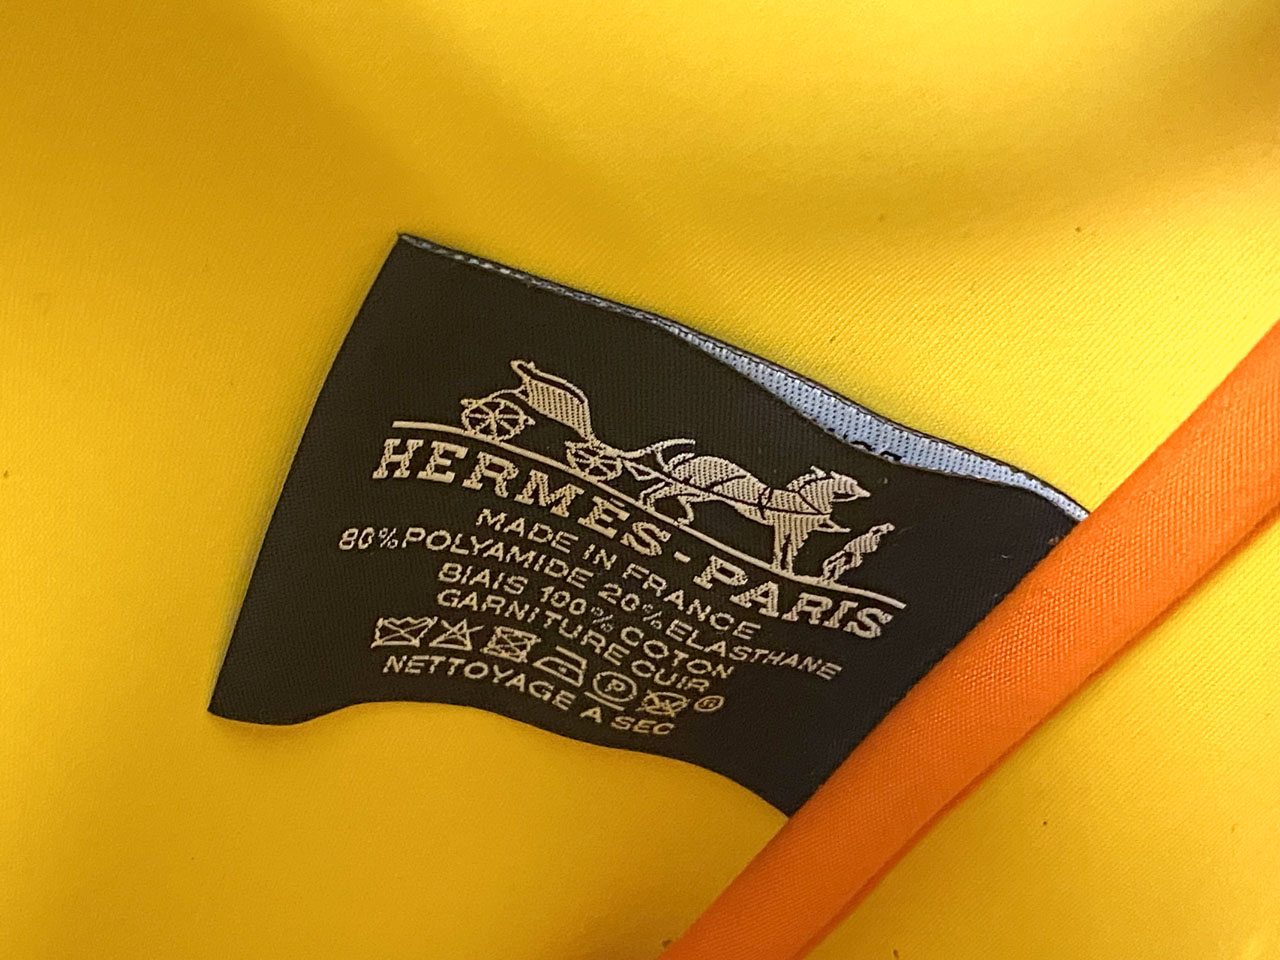 HERMES-PARIS
MADE IN FRANCE
80%POLYAMIDE 20%ELASTHANE
BIAIS 100%COTON
GARNITURE CUIR
P ®
NETTOYAGE A SEC